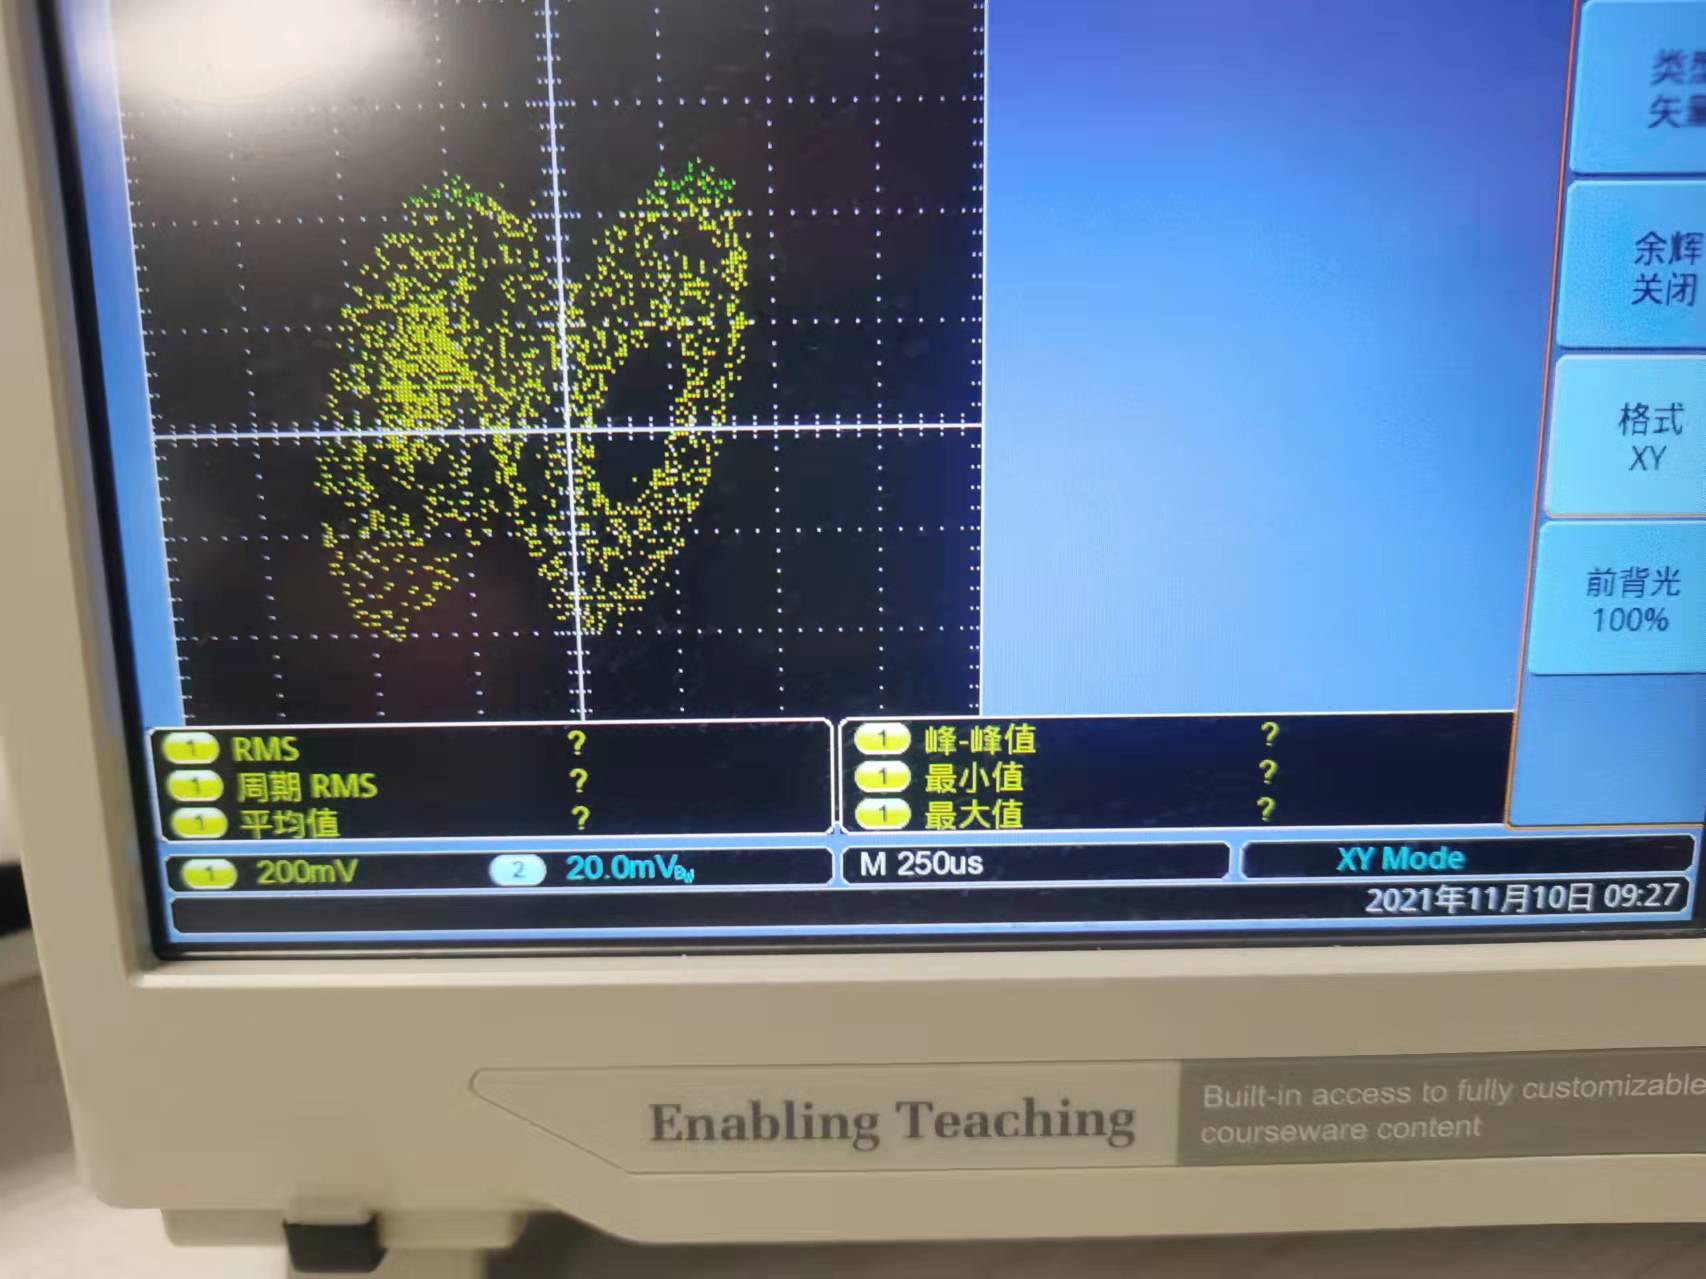 类型
矢量
余辉
关闭
格式
XY
前背光
100%
1 RMS ?
1 周期 RMS ?
1 平均值 ?
1 峰-峰值 ?
1 最小值 ?
1 最大值 ?
1 200mV 2 20.0mV BW M 250us XY Mode
2021年11月10日 09:27
Enabling Teaching
Built-in access to fully customizable
courseware content